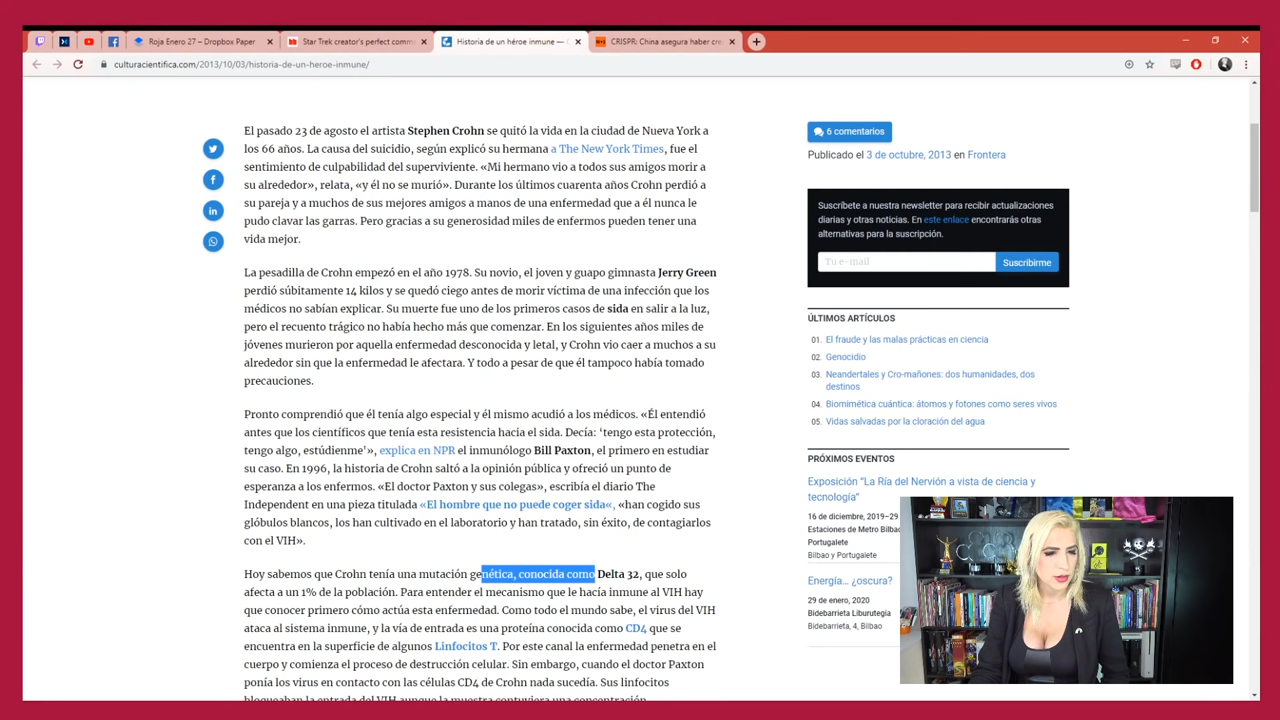 Roja Enero 27 – Dropbox Paper
Star Trek creator's perfect comm
Historia de un héroe inmune — (
CRISPR: China asegura haber cre
culturacientifica.com/2013/10/03/historia-de-un-heroe-inmune/
El pasado 23 de agosto el artista Stephen Crohn se quitó la vida en la ciudad de Nueva York a
los 66 años. La causa del suicidio, según explicó su hermana a The New York Times, fue el
sentimiento de culpabilidad del superviviente. «Mi hermano vio a todos sus amigos morir a
su alrededor», relata, «y él no se murió». Durante los últimos cuarenta años Crohn perdió a
su pareja y a muchos de sus mejores amigos a manos de una enfermedad que a él nunca le
pudo clavar las garras. Pero gracias a su generosidad miles de enfermos pueden tener una
vida mejor.
La pesadilla de Crohn empezó en el año 1978. Su novio, el joven y guapo gimnasta Jerry Green
perdió súbitamente 14 kilos y se quedó ciego antes de morir víctima de una infección que los
médicos no sabían explicar. Su muerte fue uno de los primeros casos de sida en salir a la luz,
pero el recuento trágico no había hecho más que comenzar. En los siguientes años miles de
jóvenes murieron por aquella enfermedad desconocida y letal, y Crohn vio caer a muchos a su
alrededor sin que la enfermedad le afectara. Y todo a pesar de que él tampoco había tomado
precauciones.
Pronto comprendió que él tenía algo especial y él mismo acudió a los médicos. «Él entendió
antes que los científicos que tenía esta resistencia hacia el sida. Decía: 'tengo esta protección,
tengo algo, estúdienme'», explica en NPR el inmunólogo Bill Paxton, el primero en estudiar
su caso. En 1996, la historia de Crohn saltó a la opinión pública y ofreció un punto de
esperanza a los enfermos. «El doctor Paxton y sus colegas», escribía el diario The
Independent en una pieza titulada «El hombre que no puede coger sida«, «han cogido sus
glóbulos blancos, los han cultivado en el laboratorio y han tratado, sin éxito, de contagiarlos
con el VIH».
Hoy sabemos que Crohn tenía una mutación genética, conocida como Delta 32, que solo
afecta a un 1% de la población. Para entender el mecanismo que le hacía inmune al VIH hay
que conocer primero cómo actúa esta enfermedad. Como todo el mundo sabe, el virus del VIH
ataca al sistema inmune, y la vía de entrada es una proteína conocida como CD4 que se
encuentra en la superficie de algunos Linfocitos T. Por este canal la enfermedad penetra en el
cuerpo y comienza el proceso de destrucción celular. Sin embargo, cuando el doctor Paxton
ponía los virus en contacto con las células CD4 de Crohn nada sucedía. Sus linfocitos
bloqueaban la entrada del VIH aunque la muestra contuviera una concentración
6 comentarios
Publicado el 3 de octubre, 2013 en Frontera
Suscríbete a nuestra newsletter para recibir actualizaciones
diarias y otras noticias. En este enlace encontrarás otras
alternativas para la suscripción.
Tu e-mail
Suscribirme
ÚLTIMOS ARTÍCULOS
01. El fraude y las malas prácticas en ciencia
02. Genocidio
03. Neandertales y Cro-mañones: dos humanidades, dos
destinos
04. Biomimética cuántica: átomos y fotones como seres vivos
05. Vidas salvadas por la cloración del agua
PRÓXIMOS EVENTOS
Exposición "La Ría del Nervión a vista de ciencia y
tecnología"
16 de diciembre, 2019–29
Estaciones de Metro Bilbao
Portugalete
Bilbao y Portugalete
Energía… ¿oscura?
29 de enero, 2020
Bidebarrieta Liburutegia
Bidebarrieta, 4, Bilbao